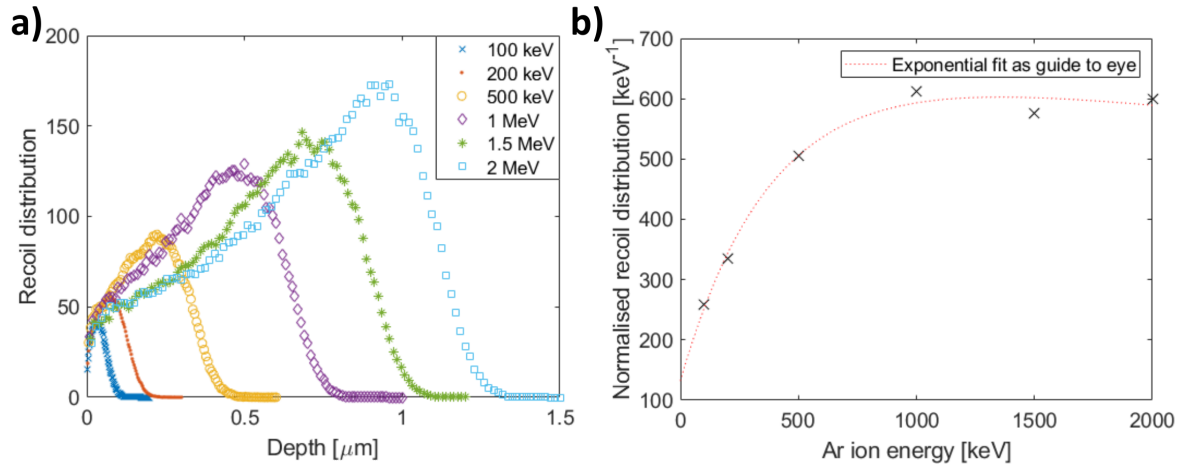 a)
200
150
100
50
0
Recoil distribution
100 keV
200 keV
500 keV
1 MeV
1.5 MeV
2 MeV
0
0.5
1
1.5
Depth [μm]
b)
700
600
500
400
300
200
100
Normalised recoil distribution [keV⁻¹]
Exponential fit as guide to eye
0
500
1000
1500
2000
Ar ion energy [keV]